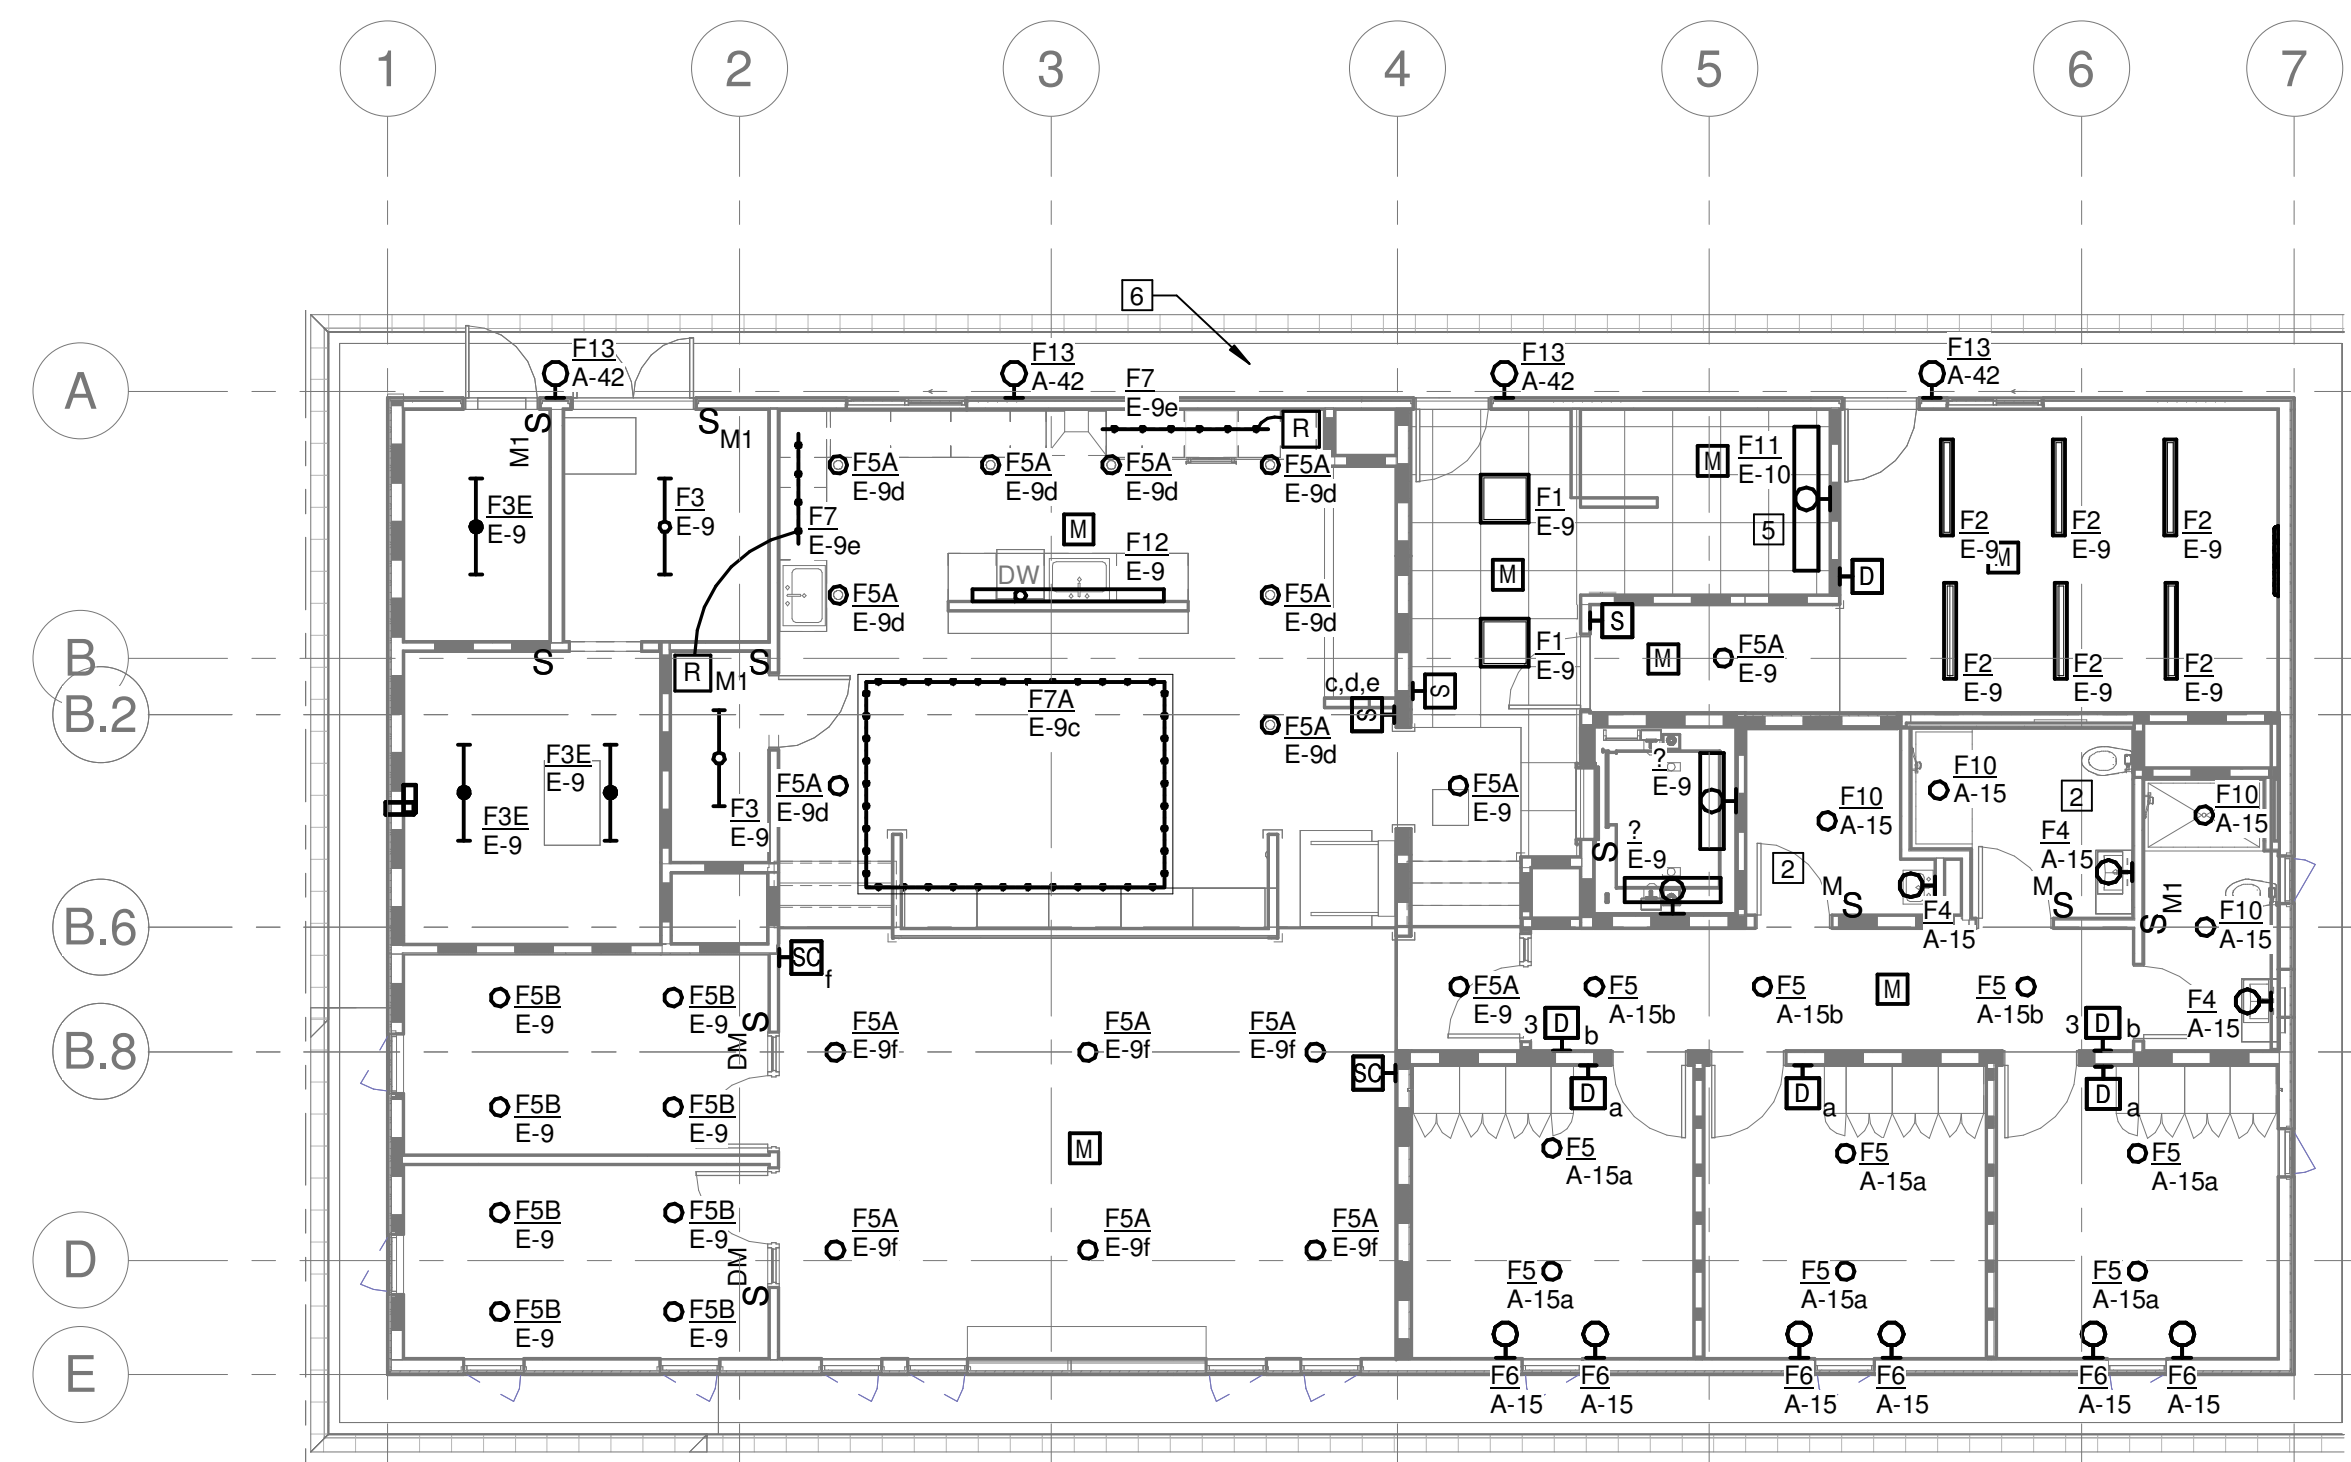 1
2
3
4
5
6
7
6
A
F13
A-42
F13
A-42
F7
E-9e
F13
A-42
F13
A-42
S
M1
S
M1
R
F3E
E-9
F3
E-9
F5A
E-9d
F5A
E-9d
F5A
E-9d
F5A
E-9d
F7
E-9e
M
F12
E-9
DW
F5A
E-9d
F5A
E-9d
F1
E-9
M
M
F11
E-10
5
D
F2
E-9
F2
E-9
F2
E-9
M
B
S
R
S
M1
F1
E-9
S
M
F5A
E-9
F2
E-9
F2
E-9
F2
E-9
B.2
F7A
E-9c
c,d,e
S
S
F5A
E-9d
F3E
E-9
F3E
E-9
F3
E-9
F5A
E-9d
F5A
E-9
?
E-9
?
E-9
S
F10
A-15
F10
A-15
2
F10
A-15
F4
A-15
2
M
S
F4
A-15
M
S
S
M1
F10
A-15
B.6
SC
f
F5B
E-9
F5B
E-9
S
DM
F5A
E-9
F5
A-15b
F5
A-15b
M
F5
A-15b
F4
A-15
3
D
b
3
D
b
B.8
F5A
E-9f
F5A
E-9f
F5A
E-9f
SC
D
a
D
a
D
a
F5B
E-9
F5B
E-9
M
F5
A-15a
F5
A-15a
F5
A-15a
F5B
E-9
F5B
E-9
DM
S
F5A
E-9f
F5A
E-9f
F5A
E-9f
D
F5
A-15a
F5
A-15a
F5
A-15a
F5B
E-9
F5B
E-9
E
F6
A-15
F6
A-15
F6
A-15
F6
A-15
F6
A-15
F6
A-15